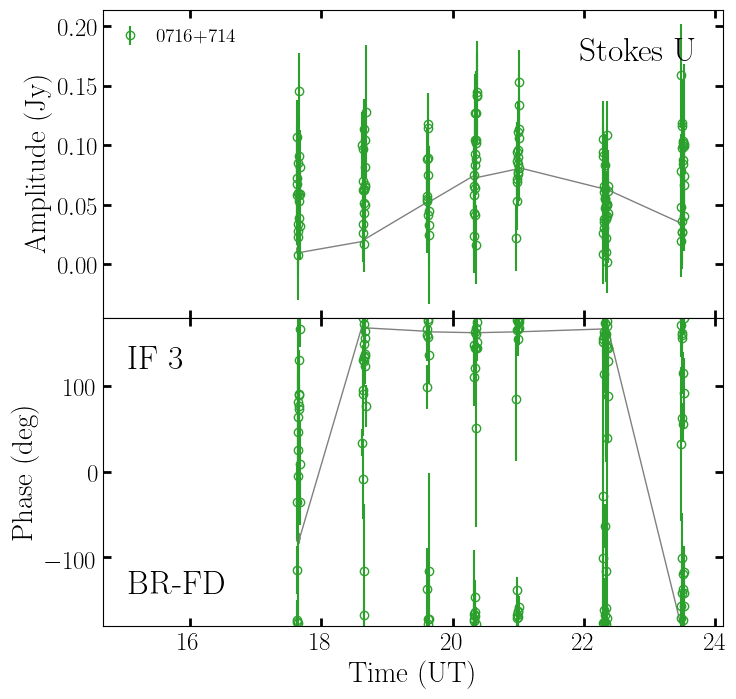 0.20
0.15
0.10
0.05
0.00
Amplitude (Jy)
0716+714
Stokes U
100
0
−100
Phase (deg)
IF 3
BR-FD
16 18 20 22 24
Time (UT)